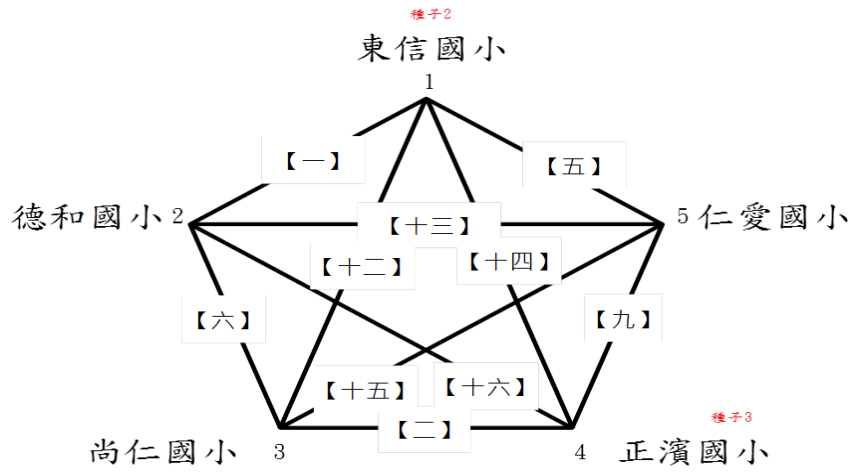 種子2
東信國小
1
【一】
【五】
德和國小 2
【十三】
5 仁愛國小
【十二】
【十四】
【六】
【九】
【十五】
【十六】
種子3
【二】
尚仁國小 3
4 正濱國小